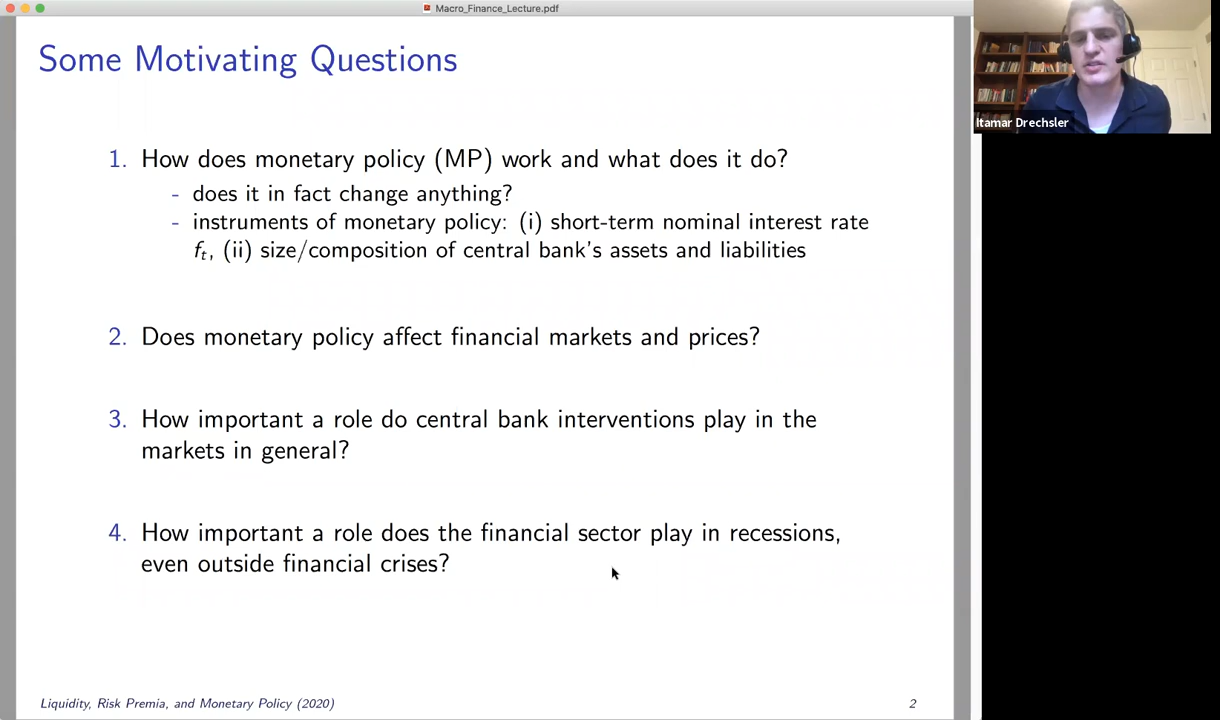 Macro_Finance_Lecture.pdf
Some Motivating Questions
1. How does monetary policy (MP) work and what does it do?
- does it in fact change anything?
- instruments of monetary policy: (i) short-term nominal interest rate
fₜ, (ii) size/composition of central bank's assets and liabilities
2. Does monetary policy affect financial markets and prices?
3. How important a role do central bank interventions play in the
markets in general?
4. How important a role does the financial sector play in recessions,
even outside financial crises?
Liquidity, Risk Premia, and Monetary Policy (2020)
2
Itamar Drechsler